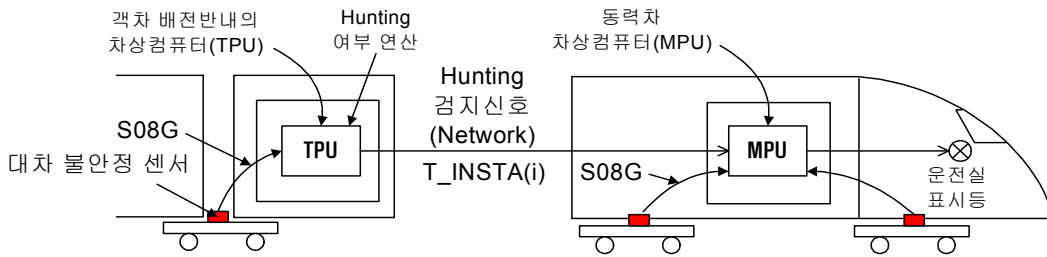 객차 배전반내의
차상컴퓨터(TPU)
Hunting
여부 연산
동력차
차상컴퓨터(MPU)
Hunting
검지신호
(Network)
T_INSTA(i)
S08G
대차 불안정 센서
TPU
S08G
MPU
운전실
표시등